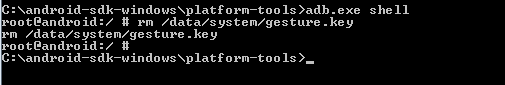 C:\android-sdk-windows\platform-tools>adb.exe shell
root@android:/ # rm /data/system/gesture.key
rm /data/system/gesture.key
root@android:/ #
C:\android-sdk-windows\platform-tools>_